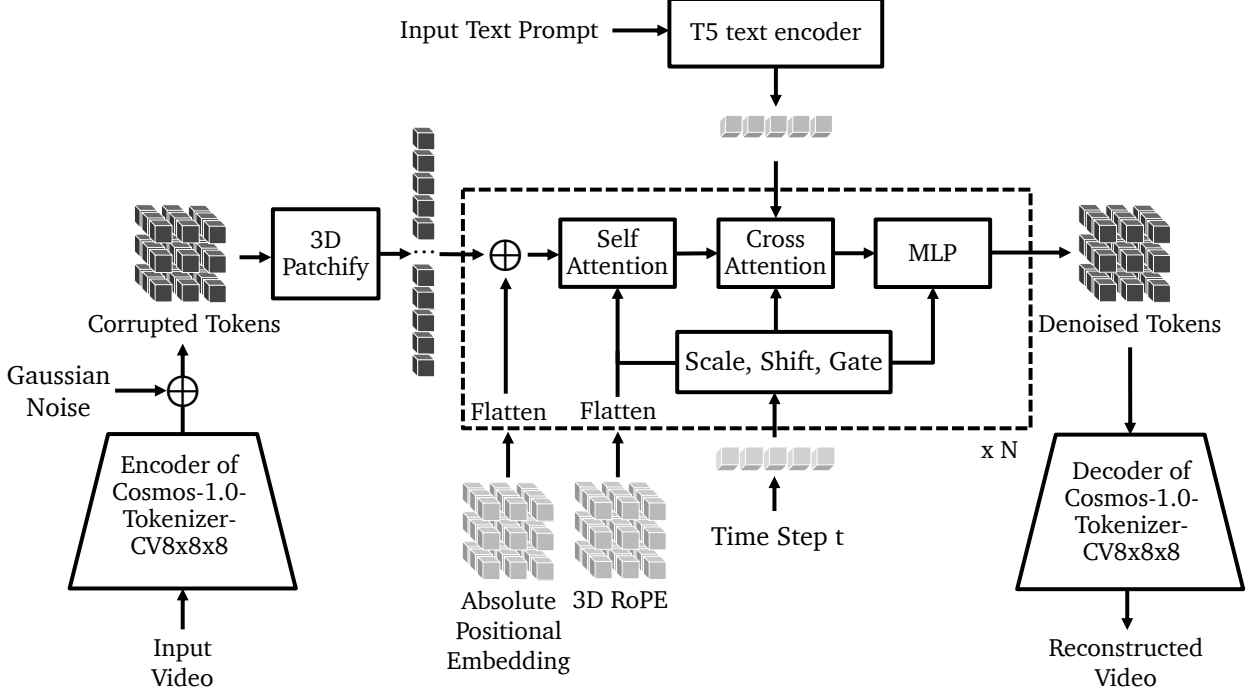 Input Text Prompt
T5 text encoder
3D
Patchify
...
Self
Attention
Cross
Attention
MLP
Corrupted Tokens
Denoised Tokens
Scale, Shift, Gate
Gaussian
Noise
Flatten
Flatten
x N
Encoder of
Cosmos-1.0-
Tokenizer-
CV8x8x8
Decoder of
Cosmos-1.0-
Tokenizer-
CV8x8x8
Time Step t
Absolute
Positional
Embedding
3D RoPE
Input
Video
Reconstructed
Video